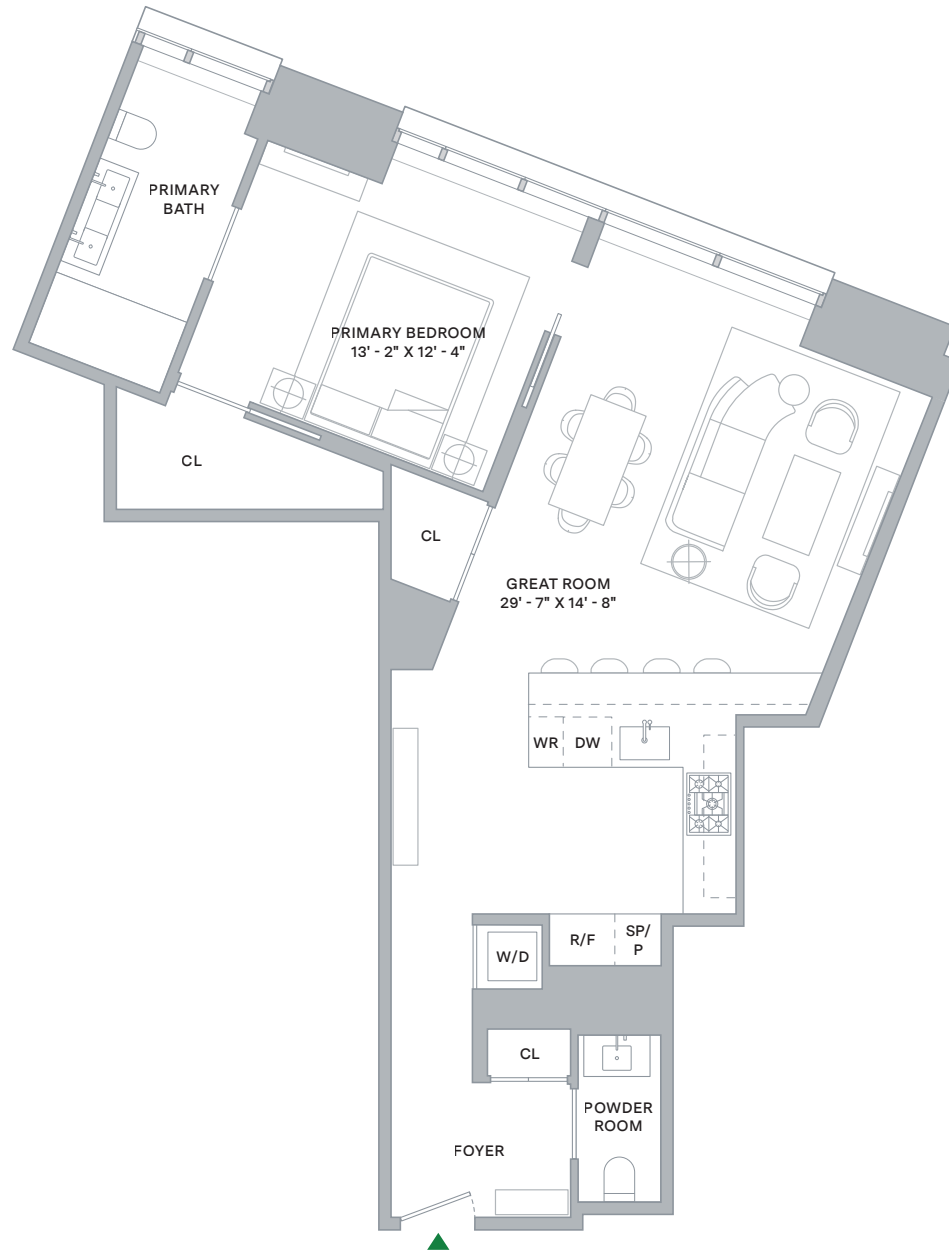 PRIMARY
BATH
PRIMARY BEDROOM
13' - 2" X 12' - 4"
CL
CL
GREAT ROOM
29' - 7" X 14' - 8"
WR
DW
R/F
SP/
P
W/D
CL
POWDER
ROOM
FOYER